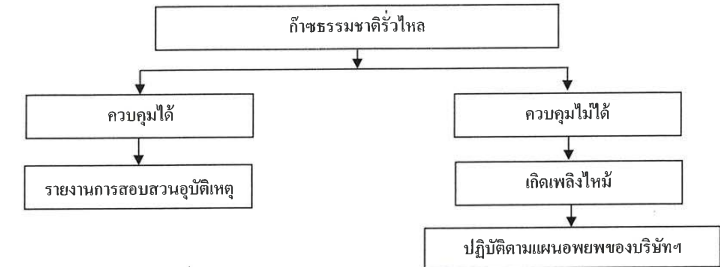 ก๊าซธรรมชาติรั่วไหล
ควบคุมได้
ควบคุมไม่ได้
รายงานการสอบสวนอุบัติเหตุ
เกิดเพลิงไหม้
ปฏิบัติตามแผนอพยพของบริษัทฯ